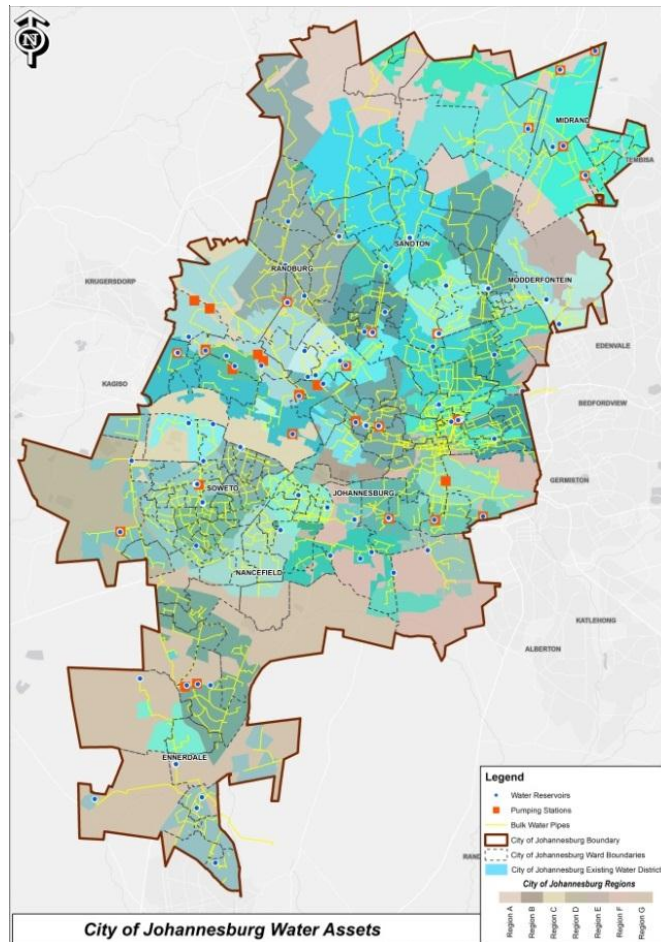 N
MIDRAND
TEMBISA
SANDTON
RANDBURG
MODDERFONTEIN
KRUGERSDORP
EDENVALE
KAGISO
BEDFORDVIEW
GERMISTON
SOWETO
JOHANNESBURG
NANCEFIELD
KATLEHONG
ALBERTON
ENNERDALE
RAND
Legend
Water Reservoirs
Pumping Stations
Bulk Water Pipes
City of Johannesburg Boundary
City of Johannesburg Ward Boundaries
City of Johannesburg Existing Water District
City of Johannesburg Regions
Region A
Region B
Region C
Region D
Region E
Region F
Region G
City of Johannesburg Water Assets